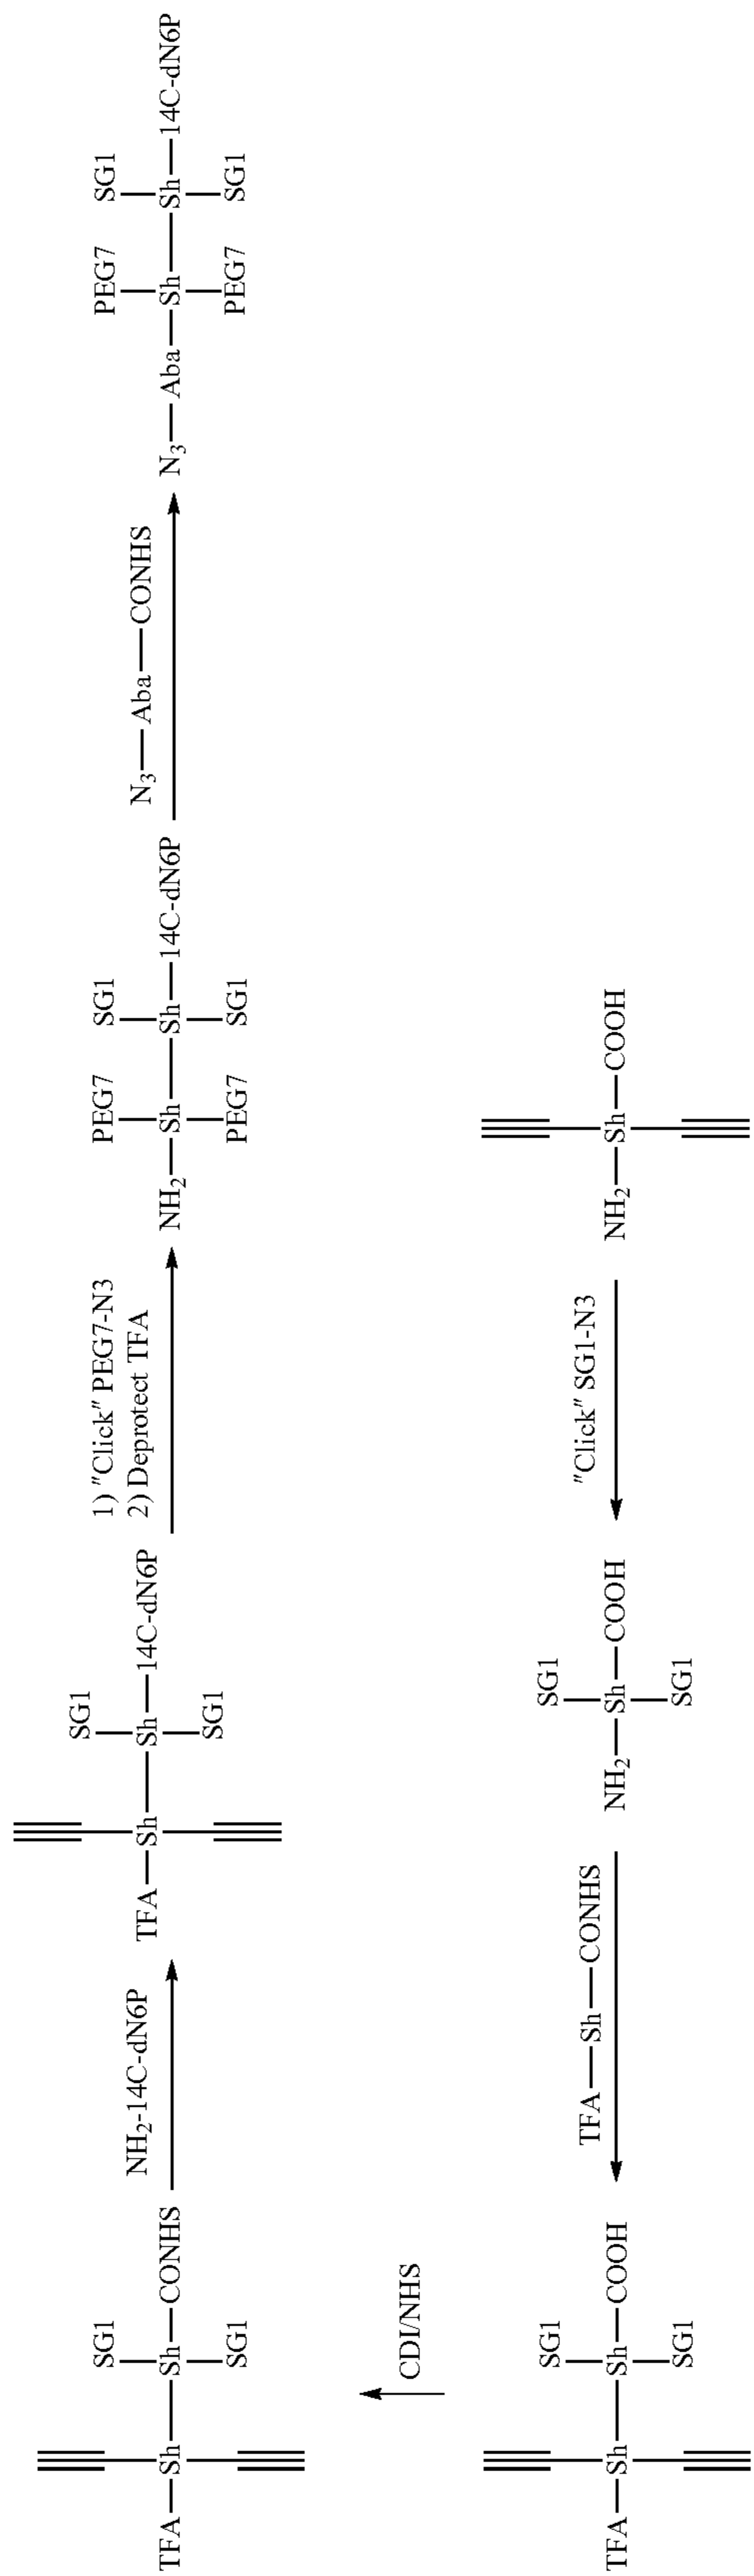 SG1
TFA—Sh—Sh—CONHS
SG1
NH₂-14C-dN6P
SG1
TFA—Sh—Sh—14C-dN6P
SG1
1) "Click" PEG7-N3
2) Deprotect TFA
PEG7 SG1
NH₂—Sh—Sh—14C-dN6P
PEG7 SG1
N₃—Aba—CONHS
PEG7 SG1
N₃—Aba—Sh—Sh—14C-dN6P
PEG7 SG1
CDI/NHS
SG1
TFA—Sh—Sh—COOH
SG1
TFA—Sh—CONHS
SG1
NH₂—Sh—COOH
SG1
"Click" SG1-N3
NH₂—Sh—COOH